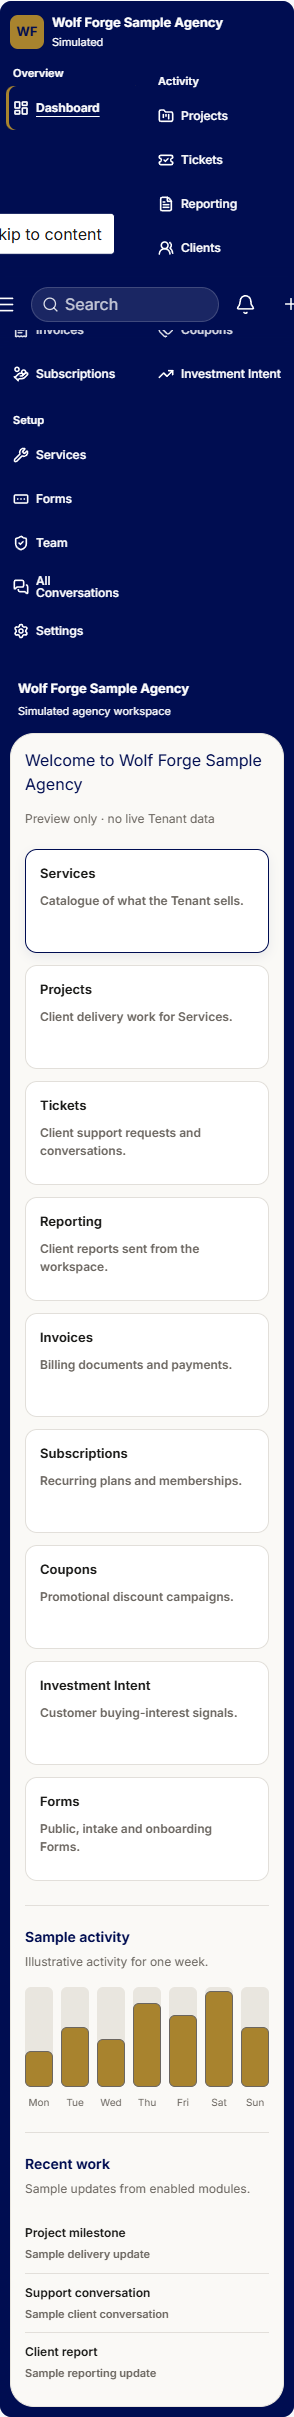 WF
Wolf Forge Sample Agency
Simulated
Overview
Dashboard
Activity
Projects
Tickets
Reporting
Clients
kip to content
Search
Invoices
Coupons
Subscriptions
Investment Intent
Setup
Services
Forms
Team
All
Conversations
Settings
Wolf Forge Sample Agency
Simulated agency workspace
Welcome to Wolf Forge Sample
Agency
Preview only · no live Tenant data
Services
Catalogue of what the Tenant sells.
Projects
Client delivery work for Services.
Tickets
Client support requests and
conversations.
Reporting
Client reports sent from the
workspace.
Invoices
Billing documents and payments.
Subscriptions
Recurring plans and memberships.
Coupons
Promotional discount campaigns.
Investment Intent
Customer buying-interest signals.
Forms
Public, intake and onboarding
Forms.
Sample activity
Illustrative activity for one week.
Mon Tue Wed Thu Fri Sat Sun
Recent work
Sample updates from enabled modules.
Project milestone
Sample delivery update
Support conversation
Sample client conversation
Client report
Sample reporting update